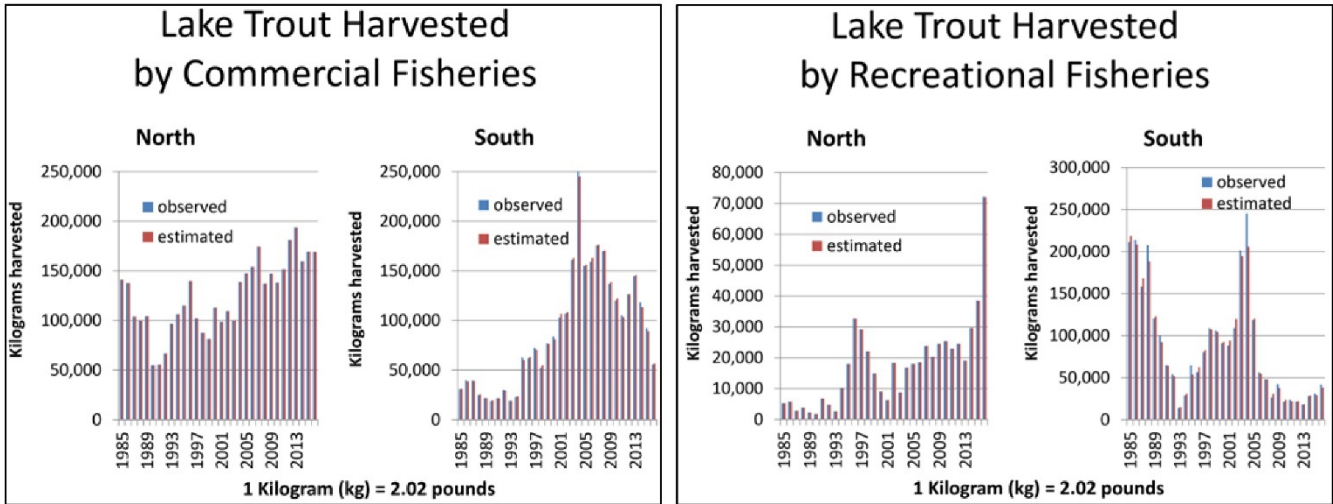 Lake Trout Harvested
by Commercial Fisheries
North
Kilograms harvested
250,000
200,000
150,000
100,000
50,000
0
observed
estimated
1985
1989
1993
1997
2001
2005
2009
2013
South
Kilograms harvested
250,000
200,000
150,000
100,000
50,000
0
observed
estimated
1985
1989
1993
1997
2001
2005
2009
2013
1 Kilogram (kg) = 2.02 pounds
Lake Trout Harvested
by Recreational Fisheries
North
Kilograms harvested
80,000
70,000
60,000
50,000
40,000
30,000
20,000
10,000
0
observed
estimated
1985
1989
1993
1997
2001
2005
2009
2013
South
Kilograms harvested
300,000
250,000
200,000
150,000
100,000
50,000
0
observed
estimated
1985
1989
1993
1997
2001
2005
2009
2013
1 Kilogram (kg) = 2.02 pounds